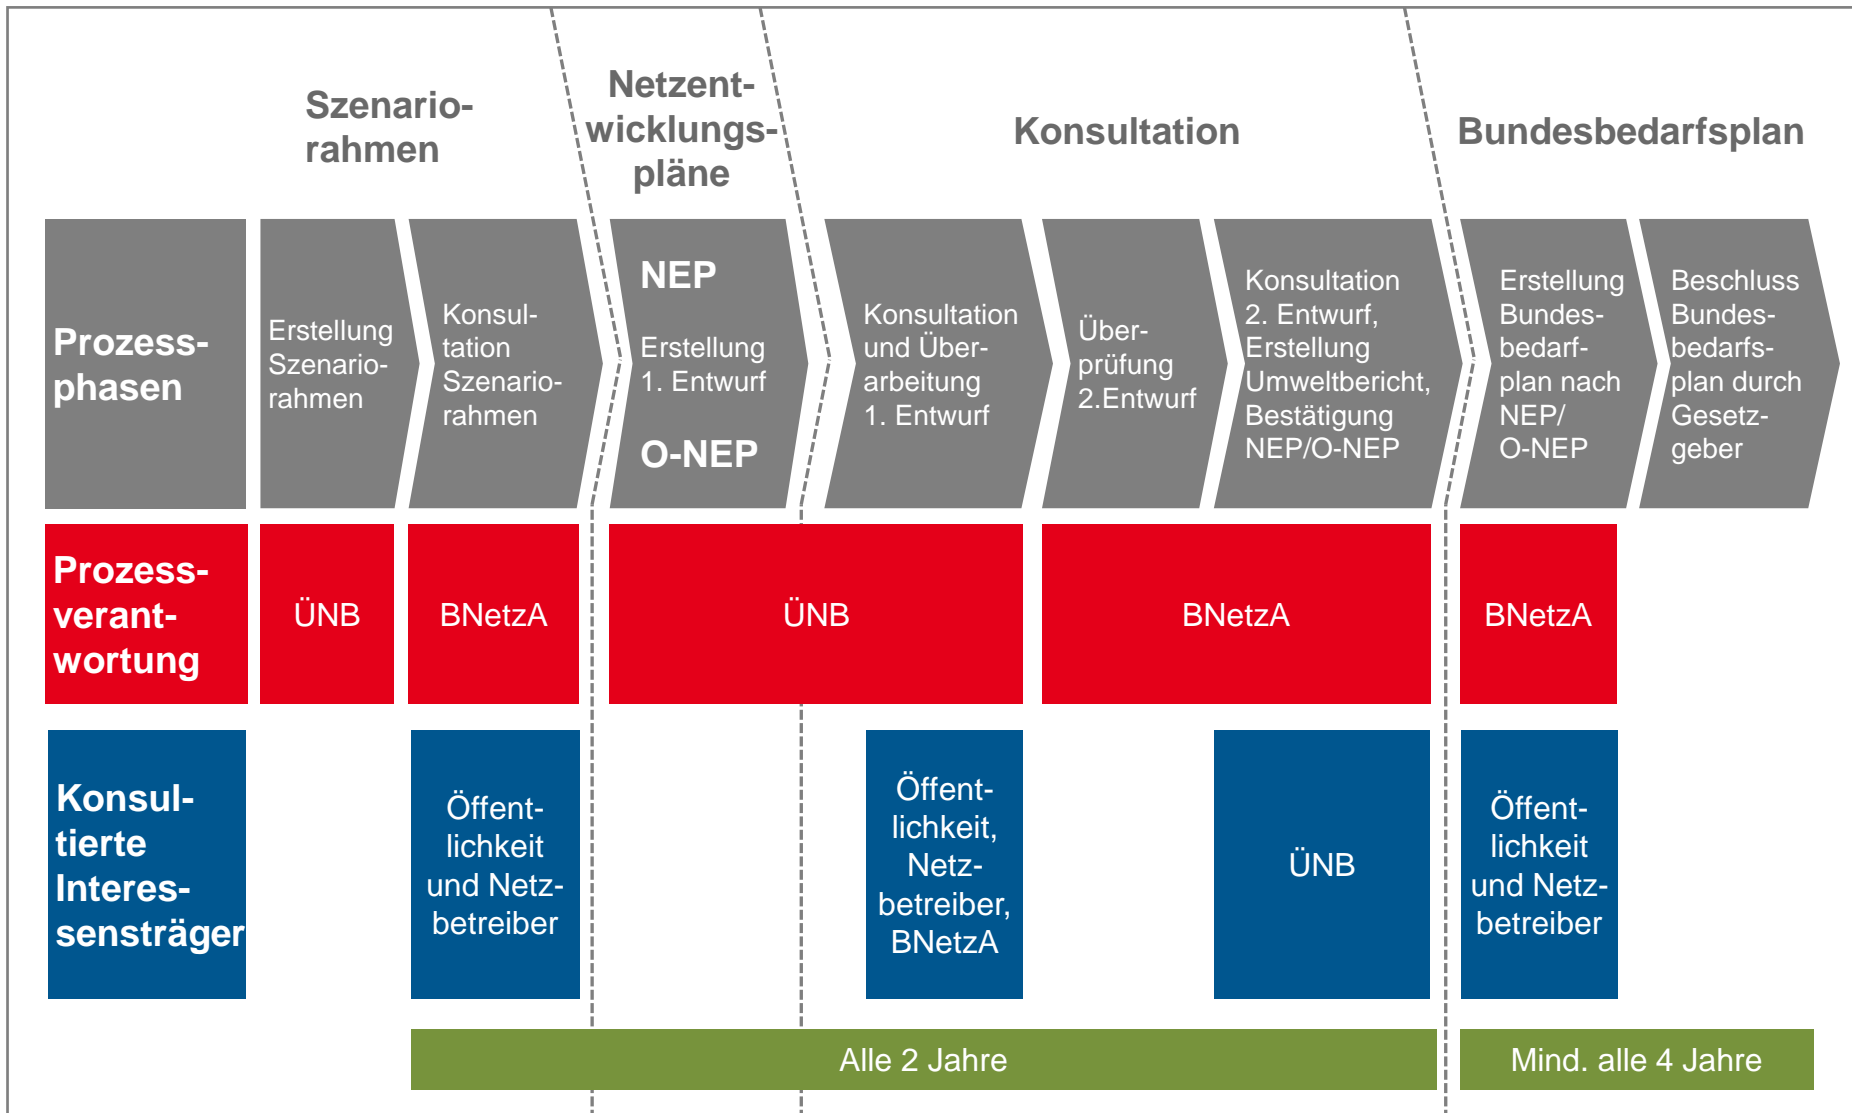 Szenario-
rahmen
Netzent-
wicklungs-
pläne
Konsultation
Bundesbedarfsplan
Prozess-
phasen
Erstellung
Szenario-
rahmen
Konsul-
tation
Szenario-
rahmen
NEP
Erstellung
1. Entwurf
O-NEP
Konsultation
und Über-
arbeitung
1. Entwurf
Über-
prüfung
2.Entwurf
Konsultation
2. Entwurf,
Erstellung
Umweltbericht,
Bestätigung
NEP/O-NEP
Erstellung
Bundes-
bedarf-
plan nach
NEP/
O-NEP
Beschluss
Bundes-
bedarfs-
plan durch
Gesetz-
geber
Prozess-
verant-
wortung
ÜNB
BNetzA
ÜNB
BNetzA
BNetzA
Konsul-
tierte
Interes-
sensträger
Öffent-
lichkeit
und Netz-
betreiber
Öffent-
lichkeit,
Netz-
betreiber,
BNetzA
ÜNB
Öffent-
lichkeit
und Netz-
betreiber
Alle 2 Jahre
Mind. alle 4 Jahre